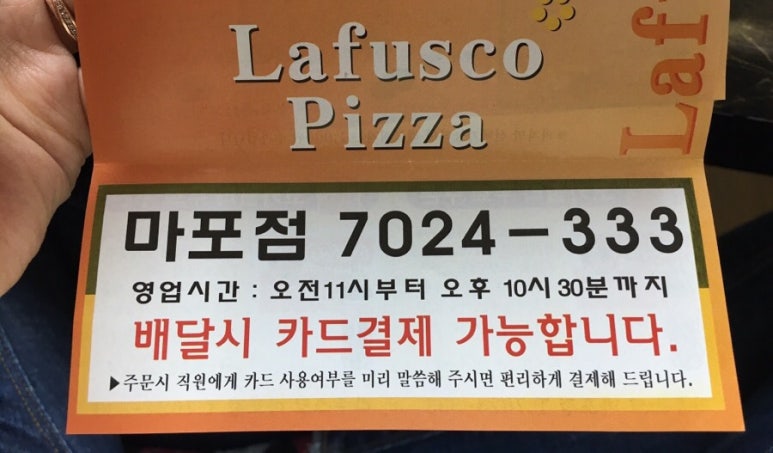 Lafusco
Pizza
Laf
마포점 7024-333
영업시간 : 오전11시부터 오후 10시 30분까지
배달시 카드결제 가능합니다.
▶주문시 직원에게 카드 사용여부를 미리 말씀해 주시면 편리하게 결제해 드립니다.